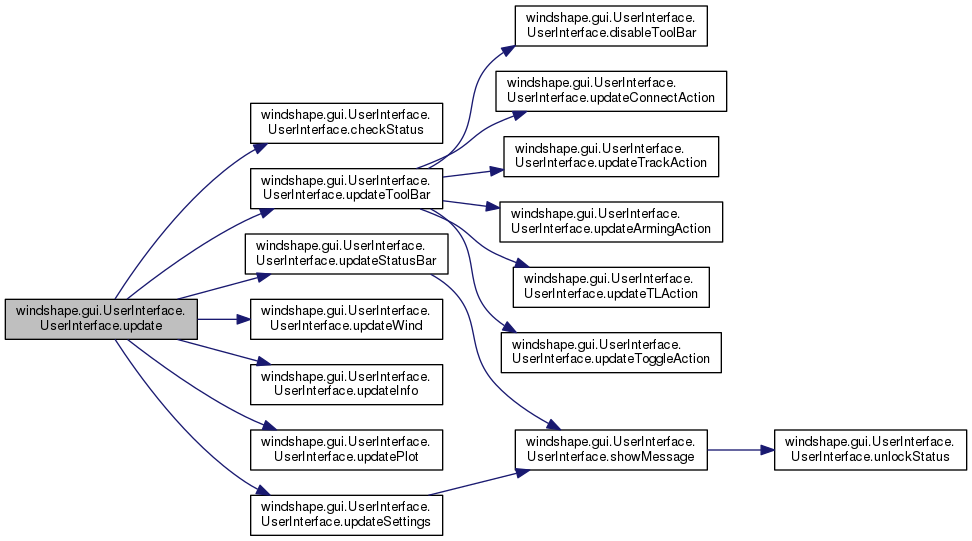 windshape.gui.UserInterface.
UserInterface.update
windshape.gui.UserInterface.
UserInterface.checkStatus
windshape.gui.UserInterface.
UserInterface.updateToolBar
windshape.gui.UserInterface.
UserInterface.updateStatusBar
windshape.gui.UserInterface.
UserInterface.updateWind
windshape.gui.UserInterface.
UserInterface.updateInfo
windshape.gui.UserInterface.
UserInterface.updatePlot
windshape.gui.UserInterface.
UserInterface.updateSettings
windshape.gui.UserInterface.
UserInterface.disableToolBar
windshape.gui.UserInterface.
UserInterface.updateConnectAction
windshape.gui.UserInterface.
UserInterface.updateTrackAction
windshape.gui.UserInterface.
UserInterface.updateArmingAction
windshape.gui.UserInterface.
UserInterface.updateTLAction
windshape.gui.UserInterface.
UserInterface.updateToggleAction
windshape.gui.UserInterface.
UserInterface.showMessage
windshape.gui.UserInterface.
UserInterface.unlockStatus